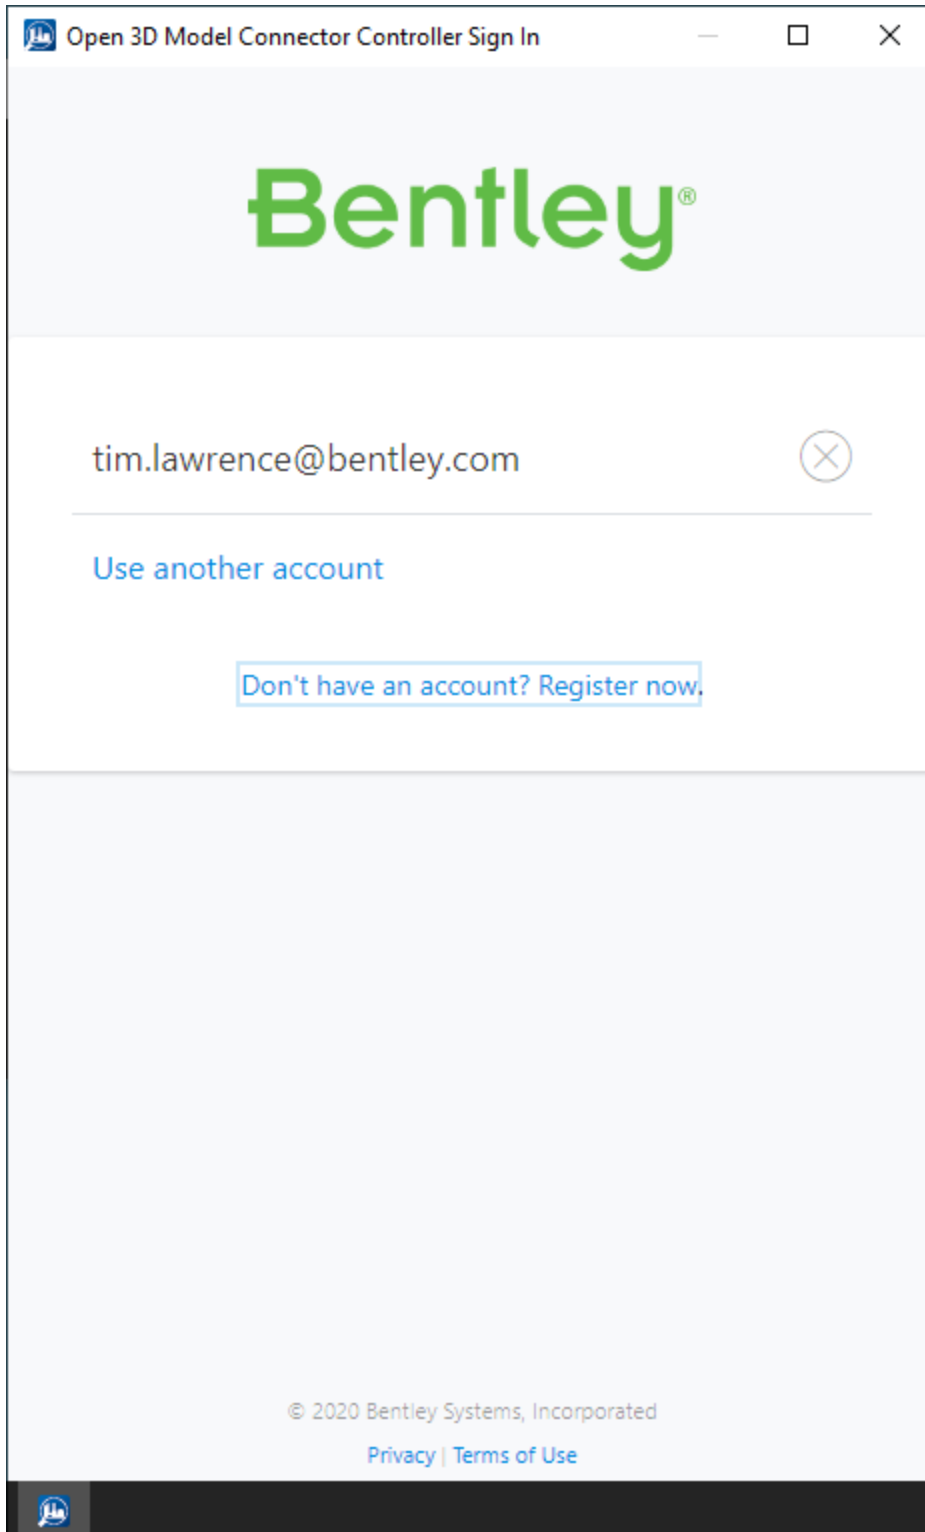 Open 3D Model Connector Controller Sign In
Bentley®
tim.lawrence@bentley.com
Use another account
Don't have an account? Register now.
© 2020 Bentley Systems, Incorporated
Privacy | Terms of Use